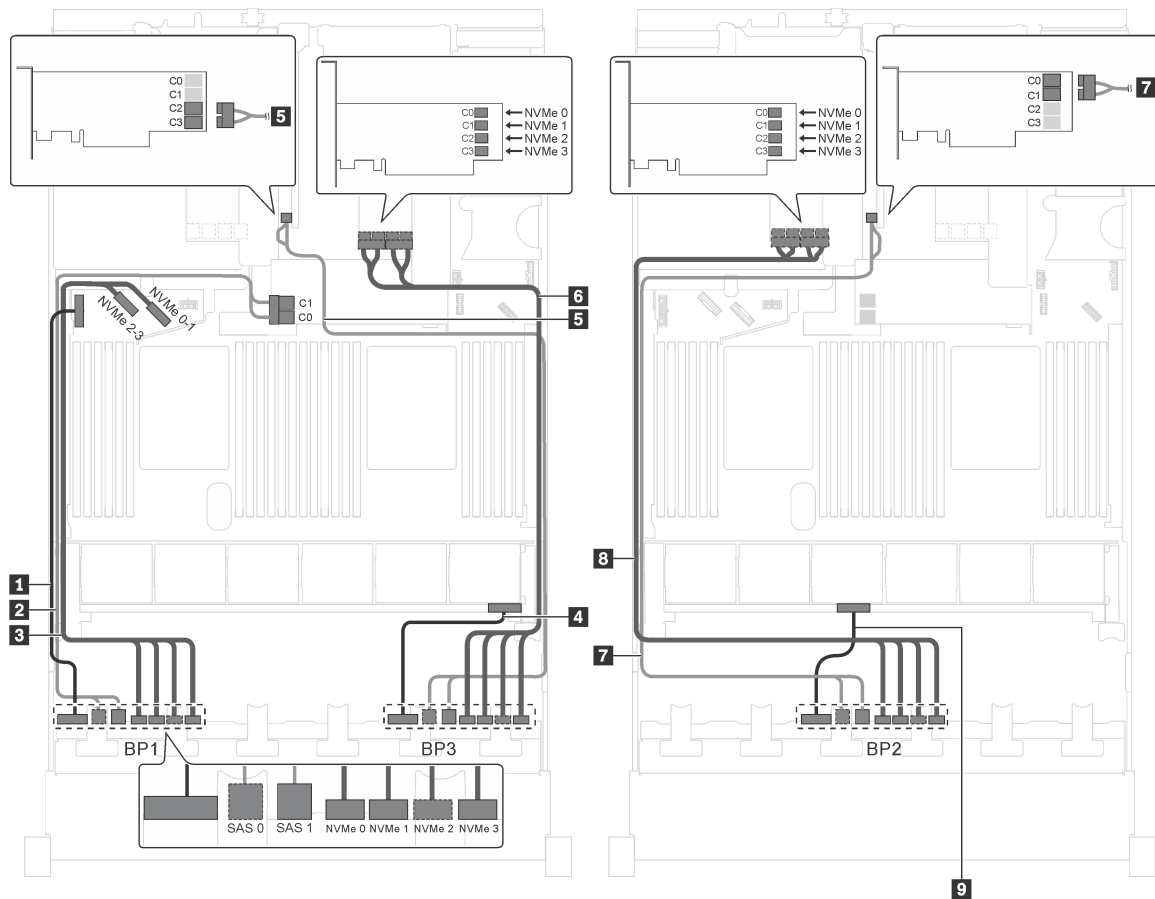 C0
C1
C2
C3
5
C0
C1
C2
C3
NVMe 0
NVMe 1
NVMe 2
NVMe 3
C0
C1
C2
C3
NVMe 0
NVMe 1
NVMe 2
NVMe 3
C0
C1
C2
C3
7
NVMe 2-3
NVMe 0-1
C1
C0
6
5
1
2
3
4
8
7
BP1
BP3
BP2
SAS 0
SAS 1
NVMe 0
NVMe 1
NVMe 2
NVMe 3
9